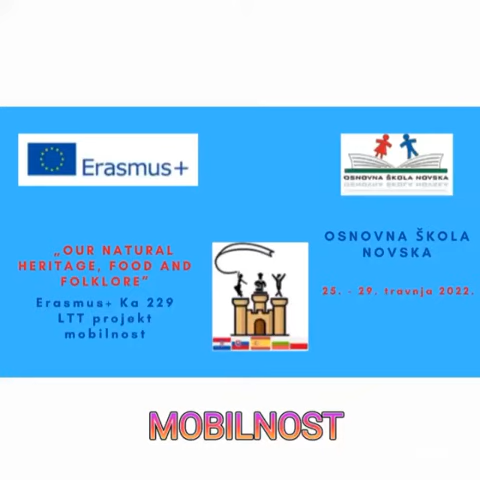 Erasmus+
OSNOVNA ŠKOLA NOVSKA
„OUR NATURAL
HERITAGE, FOOD AND
FOLKLORE"
Erasmus+ Ka 229
LTT projekt
mobilnost
OSNOVNA ŠKOLA
NOVSKA
25. - 29. travnja 2022.
MOBILNOST